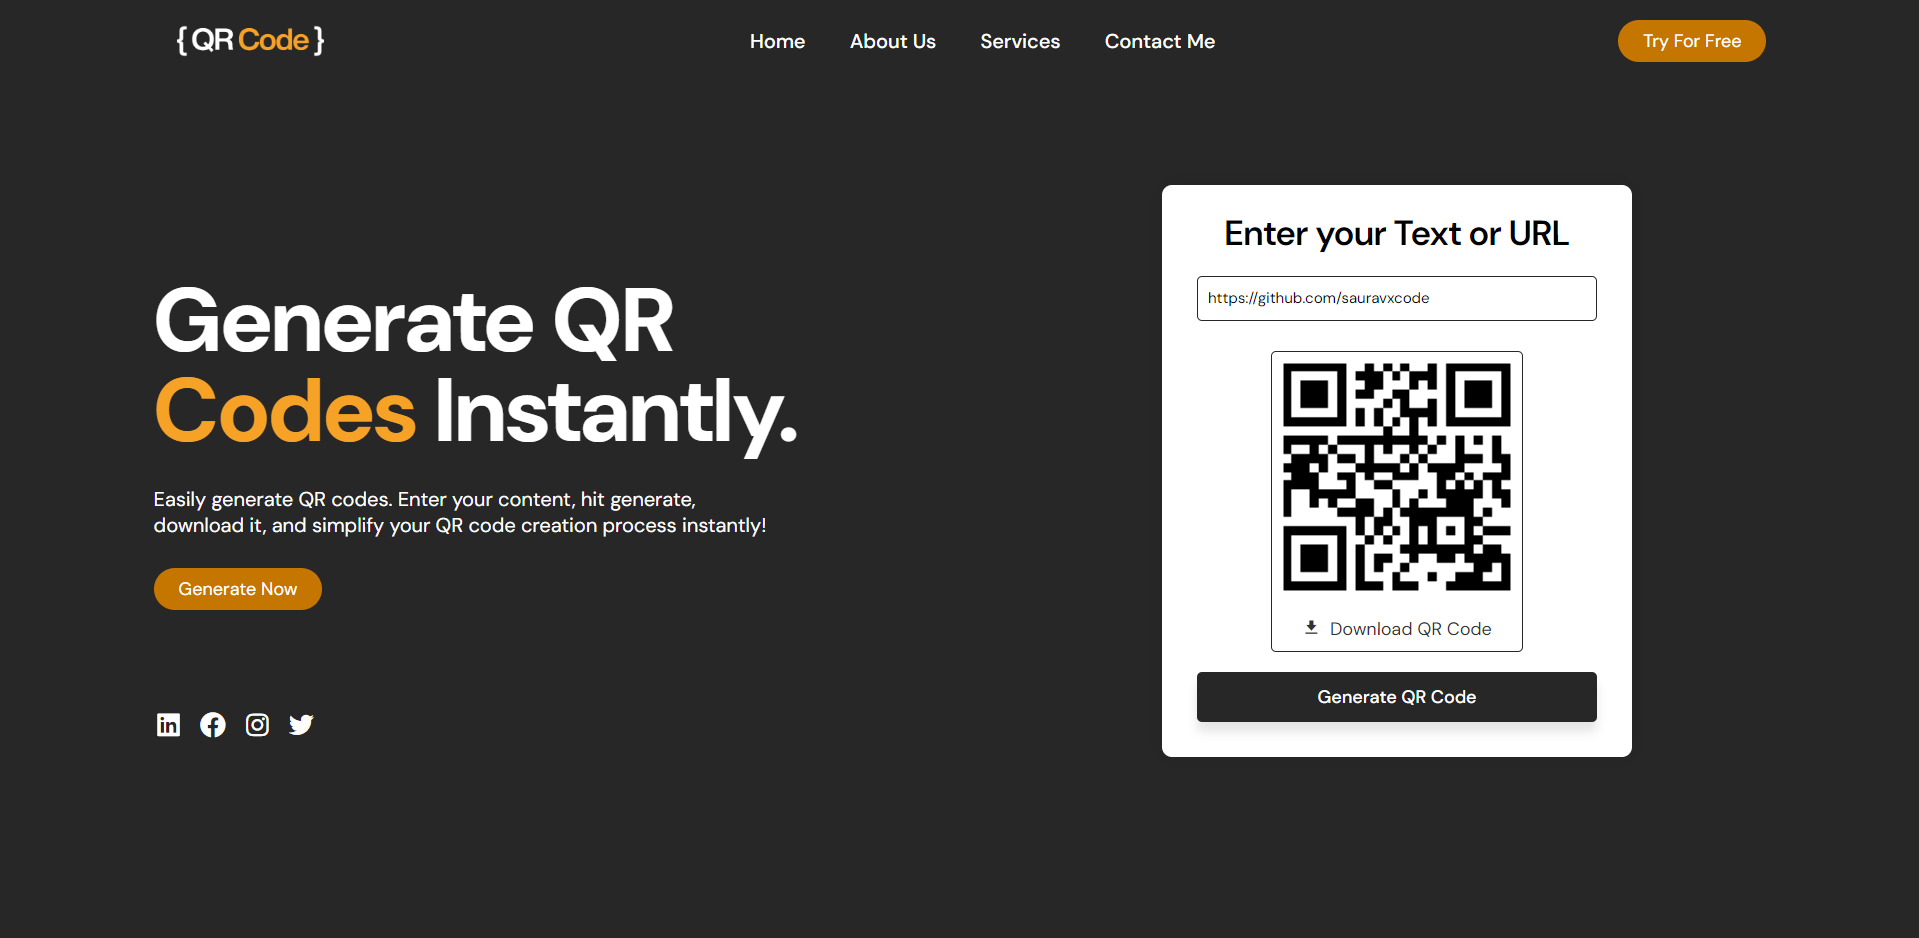 { QR Code }
Home
About Us
Services
Contact Me
Try For Free
Generate QR
Codes Instantly.
Easily generate QR codes. Enter your content, hit generate,
download it, and simplify your QR code creation process instantly!
Generate Now
Enter your Text or URL
https://github.com/sauravxcode
Download QR Code
Generate QR Code